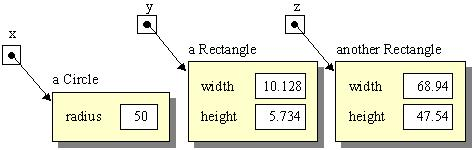 x
y
z
a Circle
radius 50
a Rectangle
width 10.128
height 5.734
another Rectangle
width 68.94
height 47.54